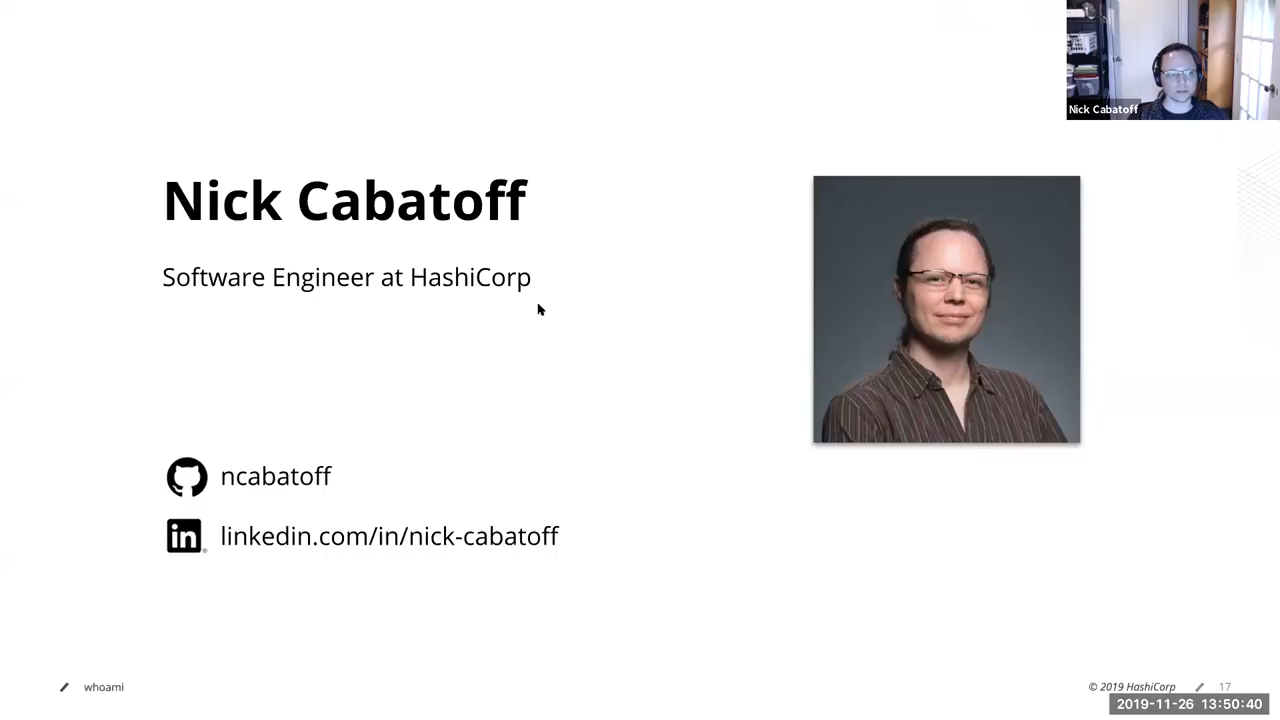 Nick Cabatoff
Nick Cabatoff
Software Engineer at HashiCorp
ncabatoff
in
linkedin.com/in/nick-cabatoff
whoami
© 2019 HashiCorp
17
2019-11-26 13:50:40